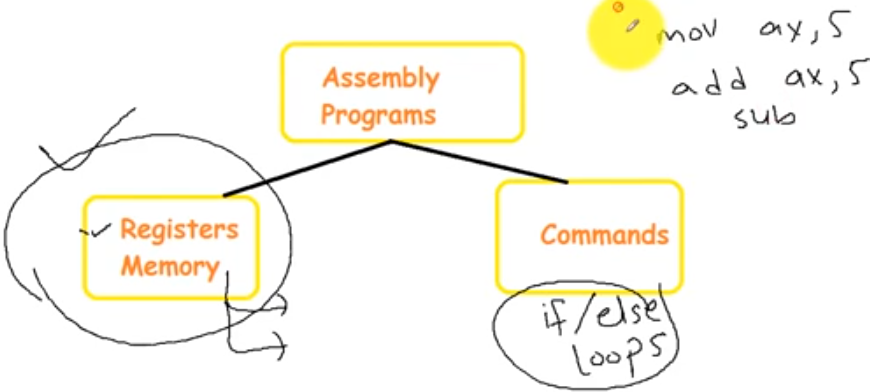 mov ax,5
add ax,5
sub
Assembly
Programs
Registers
Memory
Commands
if/else
loops